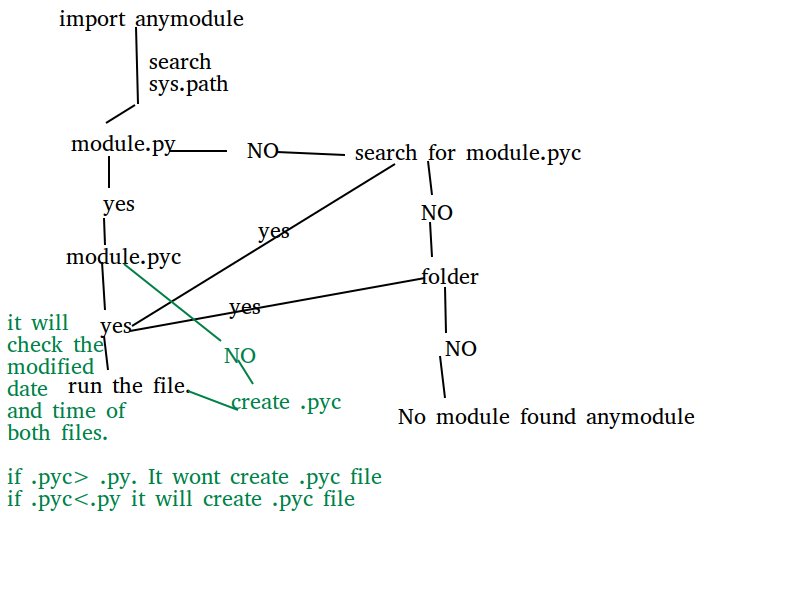 import anymodule
search
sys.path
module.py
NO
search for module.pyc
yes
NO
yes
module.pyc
folder
yes
it will
check the
modified
date
and time of
both files.
yes
NO
NO
run the file.
create .pyc
No module found anymodule
if .pyc> .py. It wont create .pyc file
if .pyc<.py it will create .pyc file